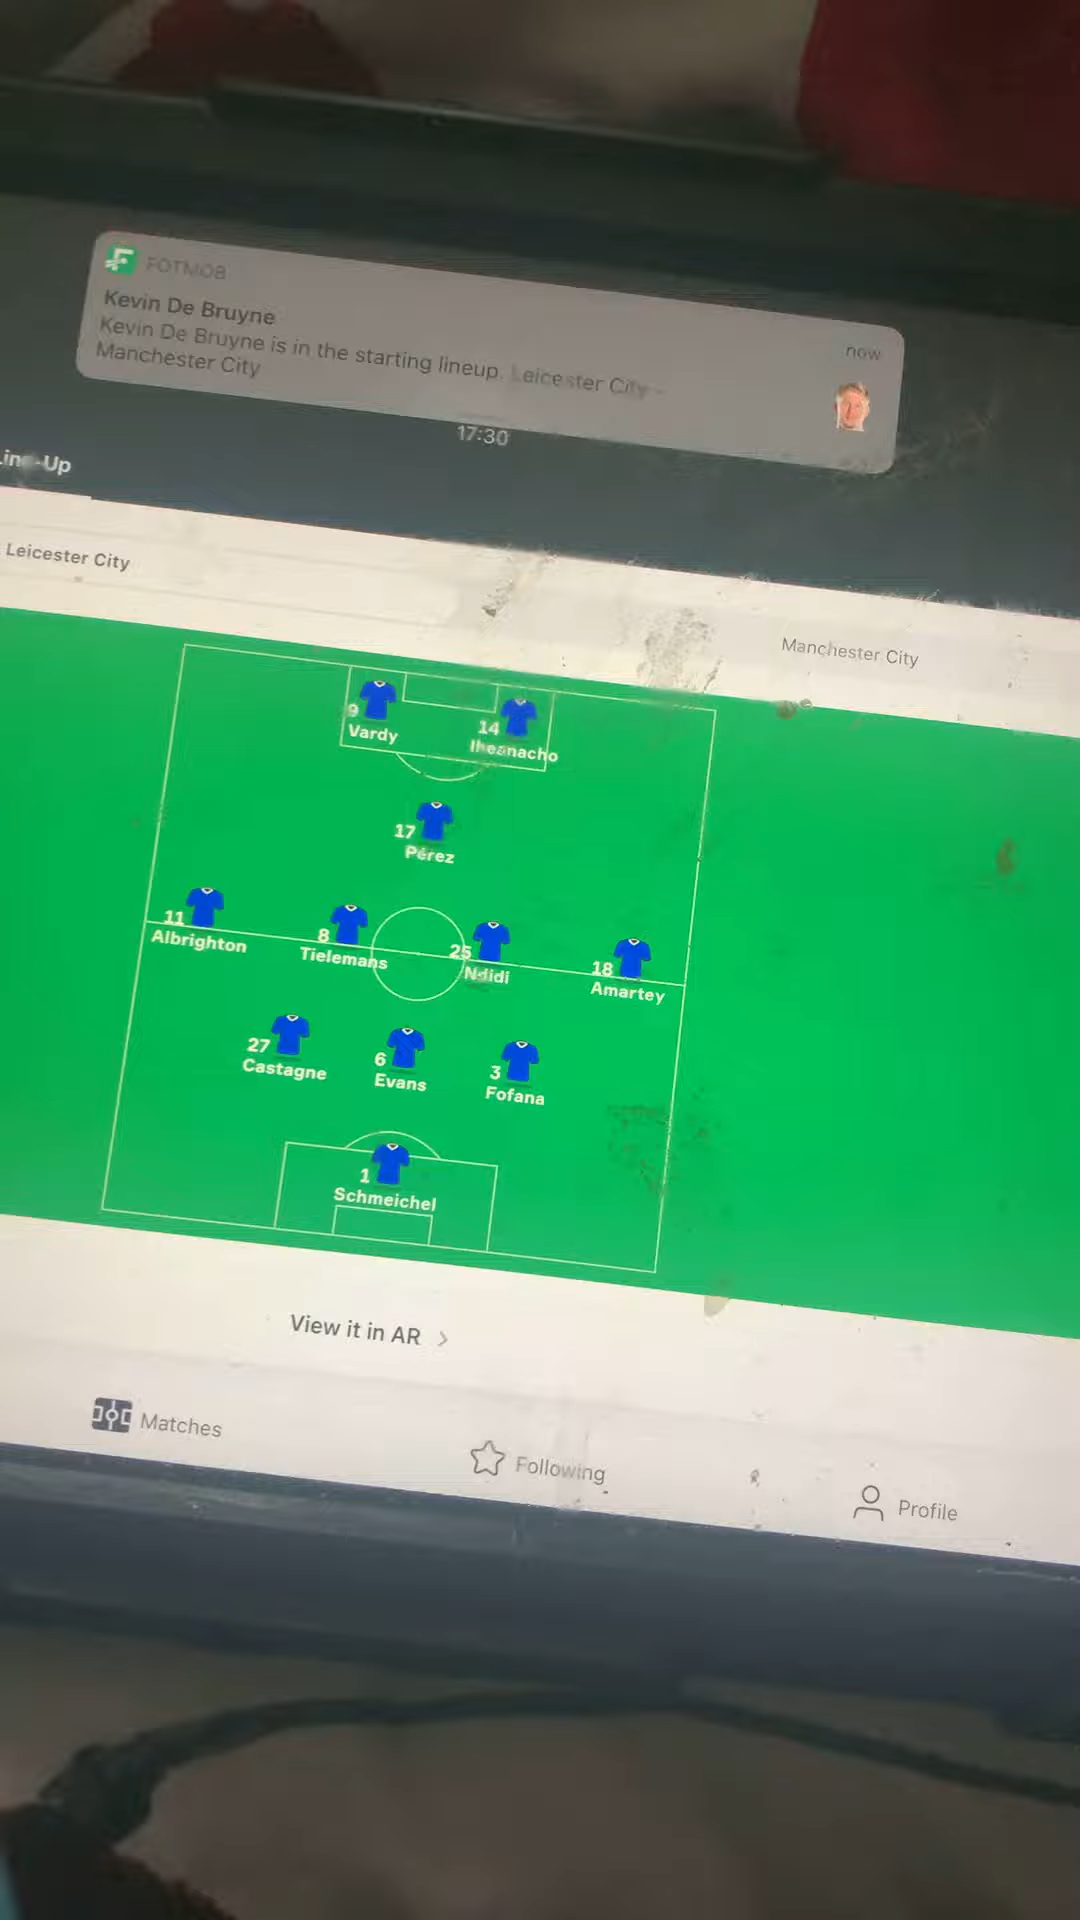 FOTMOB
now
Kevin De Bruyne
Kevin De Bruyne is in the starting lineup. Leicester City -
Manchester City
17:30
Line-Up
Leicester City
Manchester City
9
Vardy
14
Iheanacho
17
Pérez
11
Albrighton
8
Tielemans
25
Ndidi
18
Amartey
27
Castagne
6
Evans
3
Fofana
1
Schmeichel
View it in AR >
Matches
Following
Profile